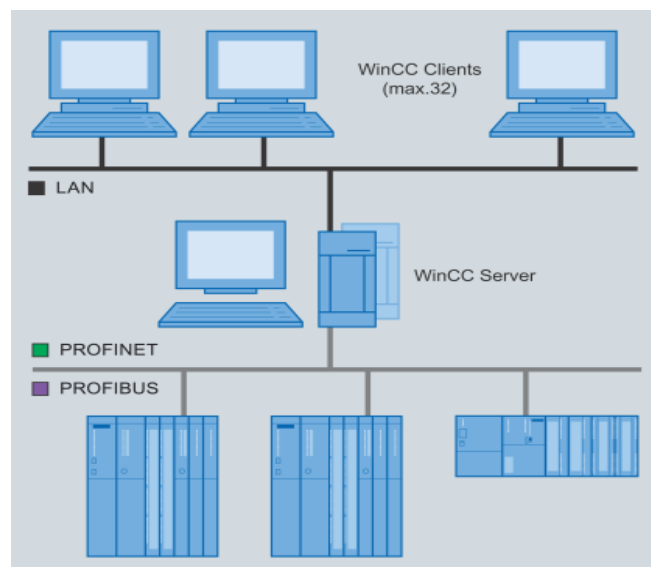 WinCC Clients
(max.32)
LAN
WinCC Server
PROFINET
PROFIBUS